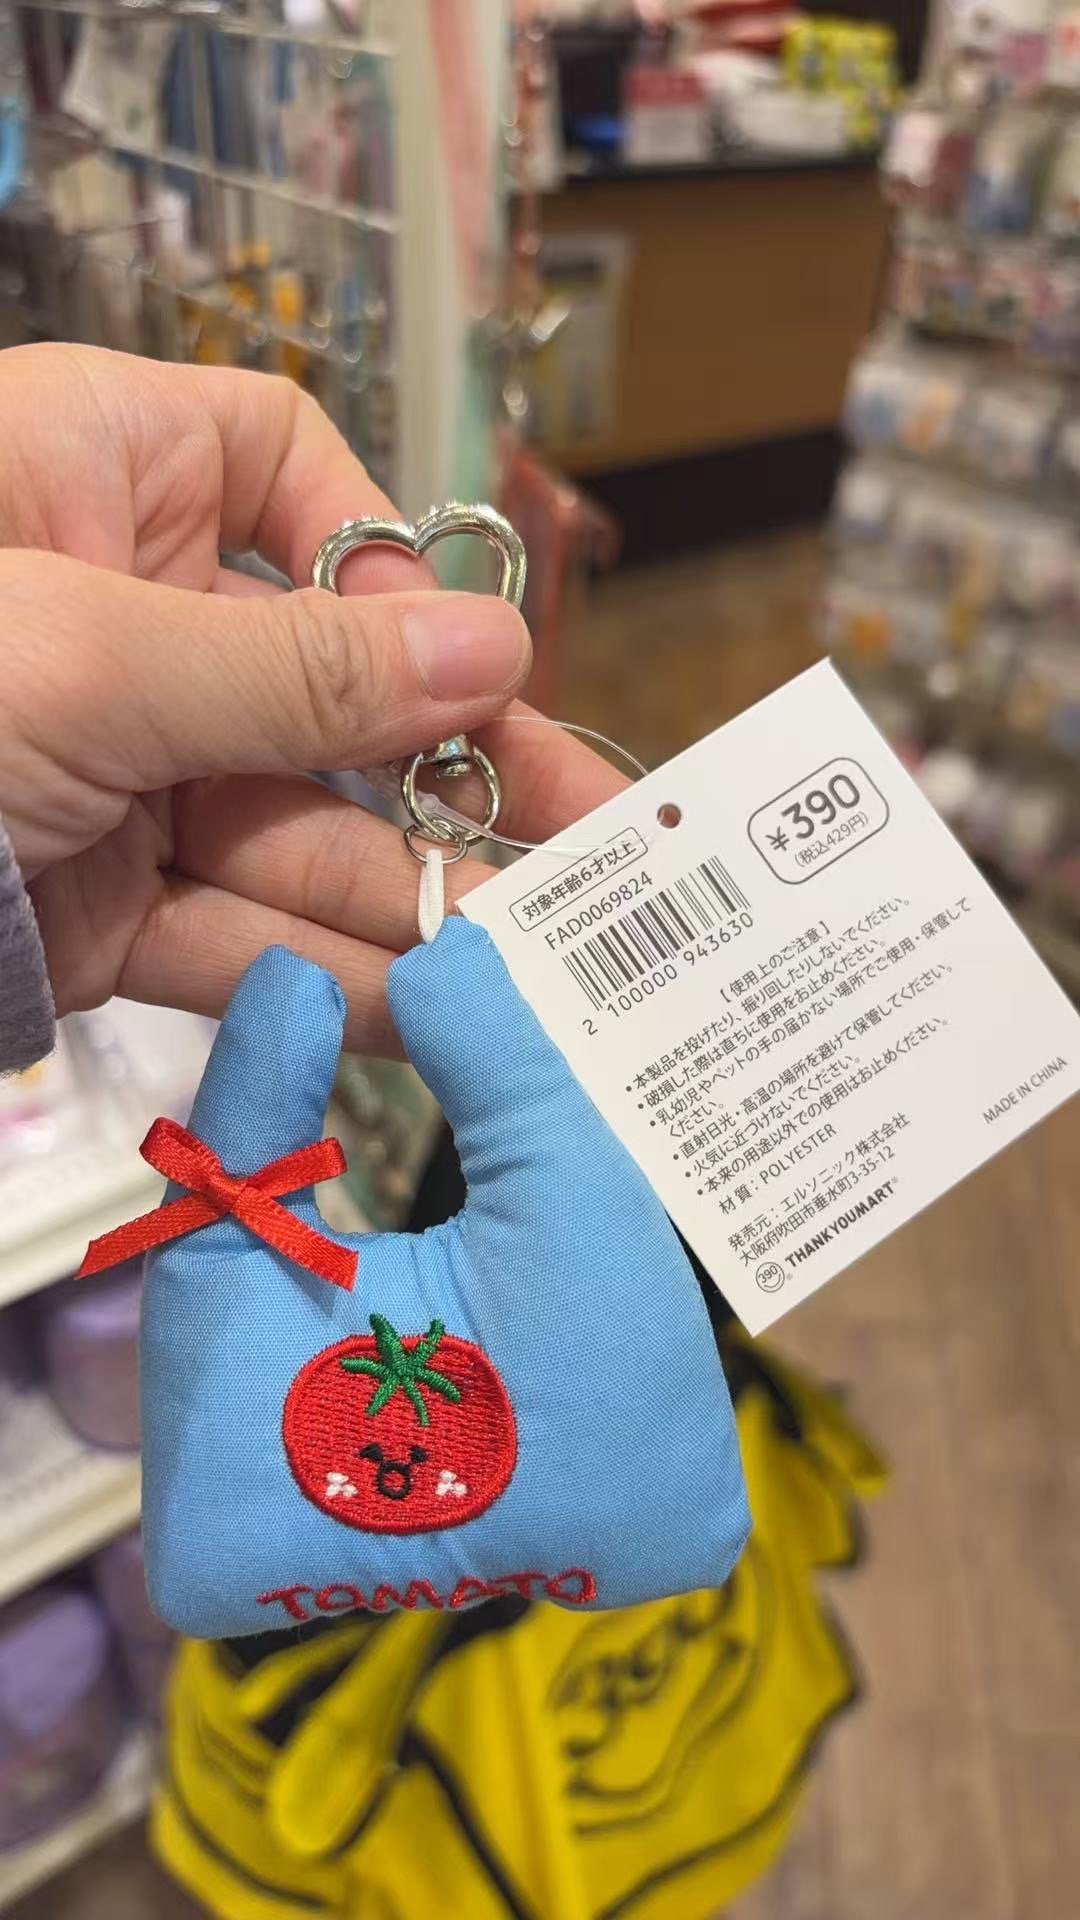 ¥390
(税込429円)
対象年齢6才以上
FAD0069824
2 100000 943630
【使用上のご注意】
•本製品を投げたり、振り回したりしないでください。
•破損した際は直ちに使用をお止めください。
•乳幼児やペットの手の届かない場所でご使用・保管して
ください。
•直射日光・高温の場所を避けて保管してください。
•火気に近づけないでください。
•本来の用途以外での使用はお止めください。
材質：POLYESTER
発売元：エルソニック株式会社
大阪府吹田市垂水町3-35-12
MADE IN CHINA
390 ® THANKYOUMART®
TOMATO
390